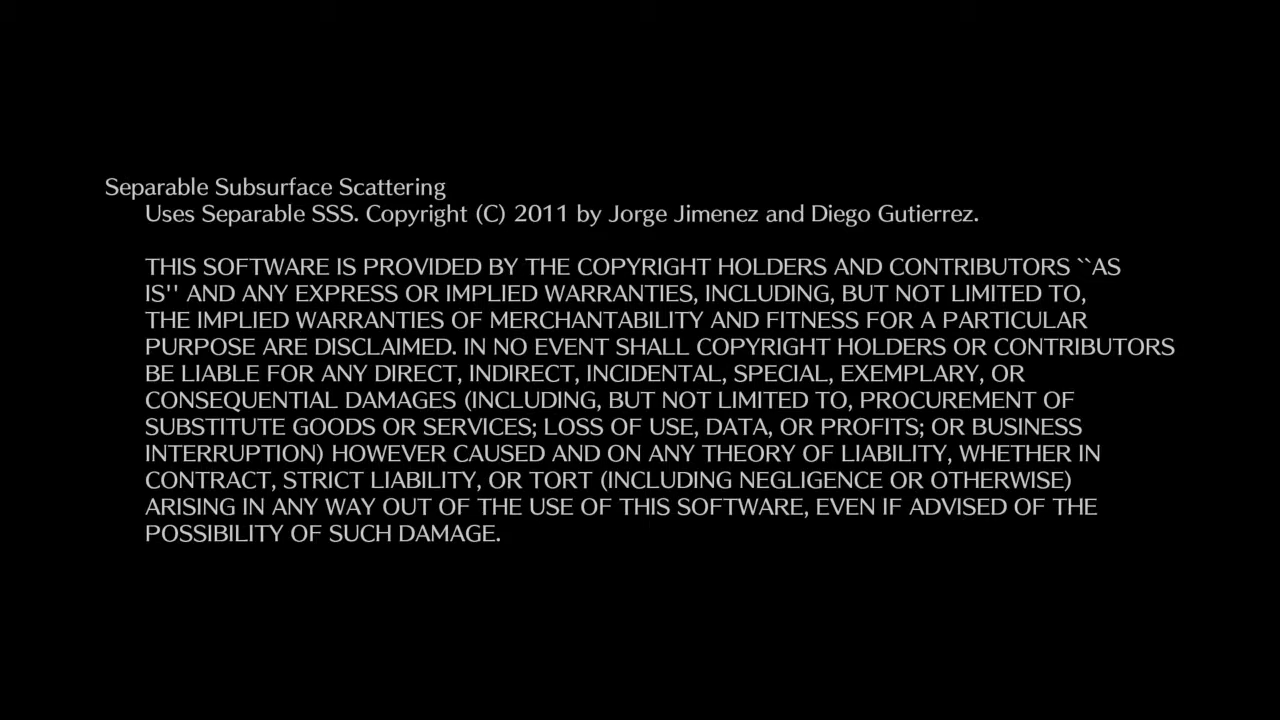 Separable Subsurface Scattering
Uses Separable SSS. Copyright (C) 2011 by Jorge Jimenez and Diego Gutierrez.
THIS SOFTWARE IS PROVIDED BY THE COPYRIGHT HOLDERS AND CONTRIBUTORS ``AS
IS'' AND ANY EXPRESS OR IMPLIED WARRANTIES, INCLUDING, BUT NOT LIMITED TO,
THE IMPLIED WARRANTIES OF MERCHANTABILITY AND FITNESS FOR A PARTICULAR
PURPOSE ARE DISCLAIMED. IN NO EVENT SHALL COPYRIGHT HOLDERS OR CONTRIBUTORS
BE LIABLE FOR ANY DIRECT, INDIRECT, INCIDENTAL, SPECIAL, EXEMPLARY, OR
CONSEQUENTIAL DAMAGES (INCLUDING, BUT NOT LIMITED TO, PROCUREMENT OF
SUBSTITUTE GOODS OR SERVICES; LOSS OF USE, DATA, OR PROFITS; OR BUSINESS
INTERRUPTION) HOWEVER CAUSED AND ON ANY THEORY OF LIABILITY, WHETHER IN
CONTRACT, STRICT LIABILITY, OR TORT (INCLUDING NEGLIGENCE OR OTHERWISE)
ARISING IN ANY WAY OUT OF THE USE OF THIS SOFTWARE, EVEN IF ADVISED OF THE
POSSIBILITY OF SUCH DAMAGE.